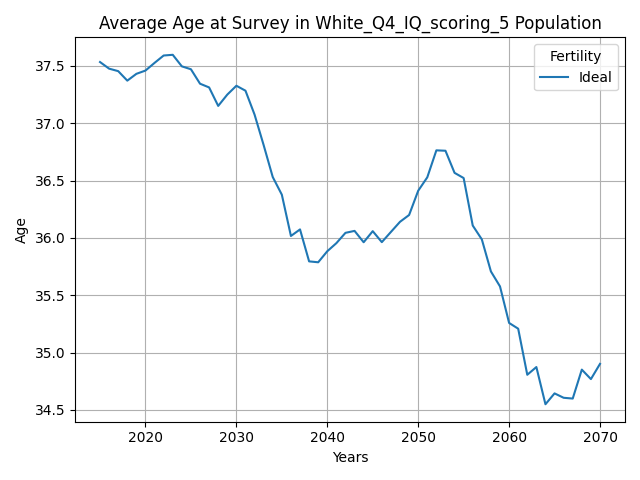 Average Age at Survey in White_Q4_IQ_scoring_5 Population
Fertility
Ideal
37.5
37.0
36.5
36.0
35.5
35.0
34.5
Age
2020 2030 2040 2050 2060 2070
Years